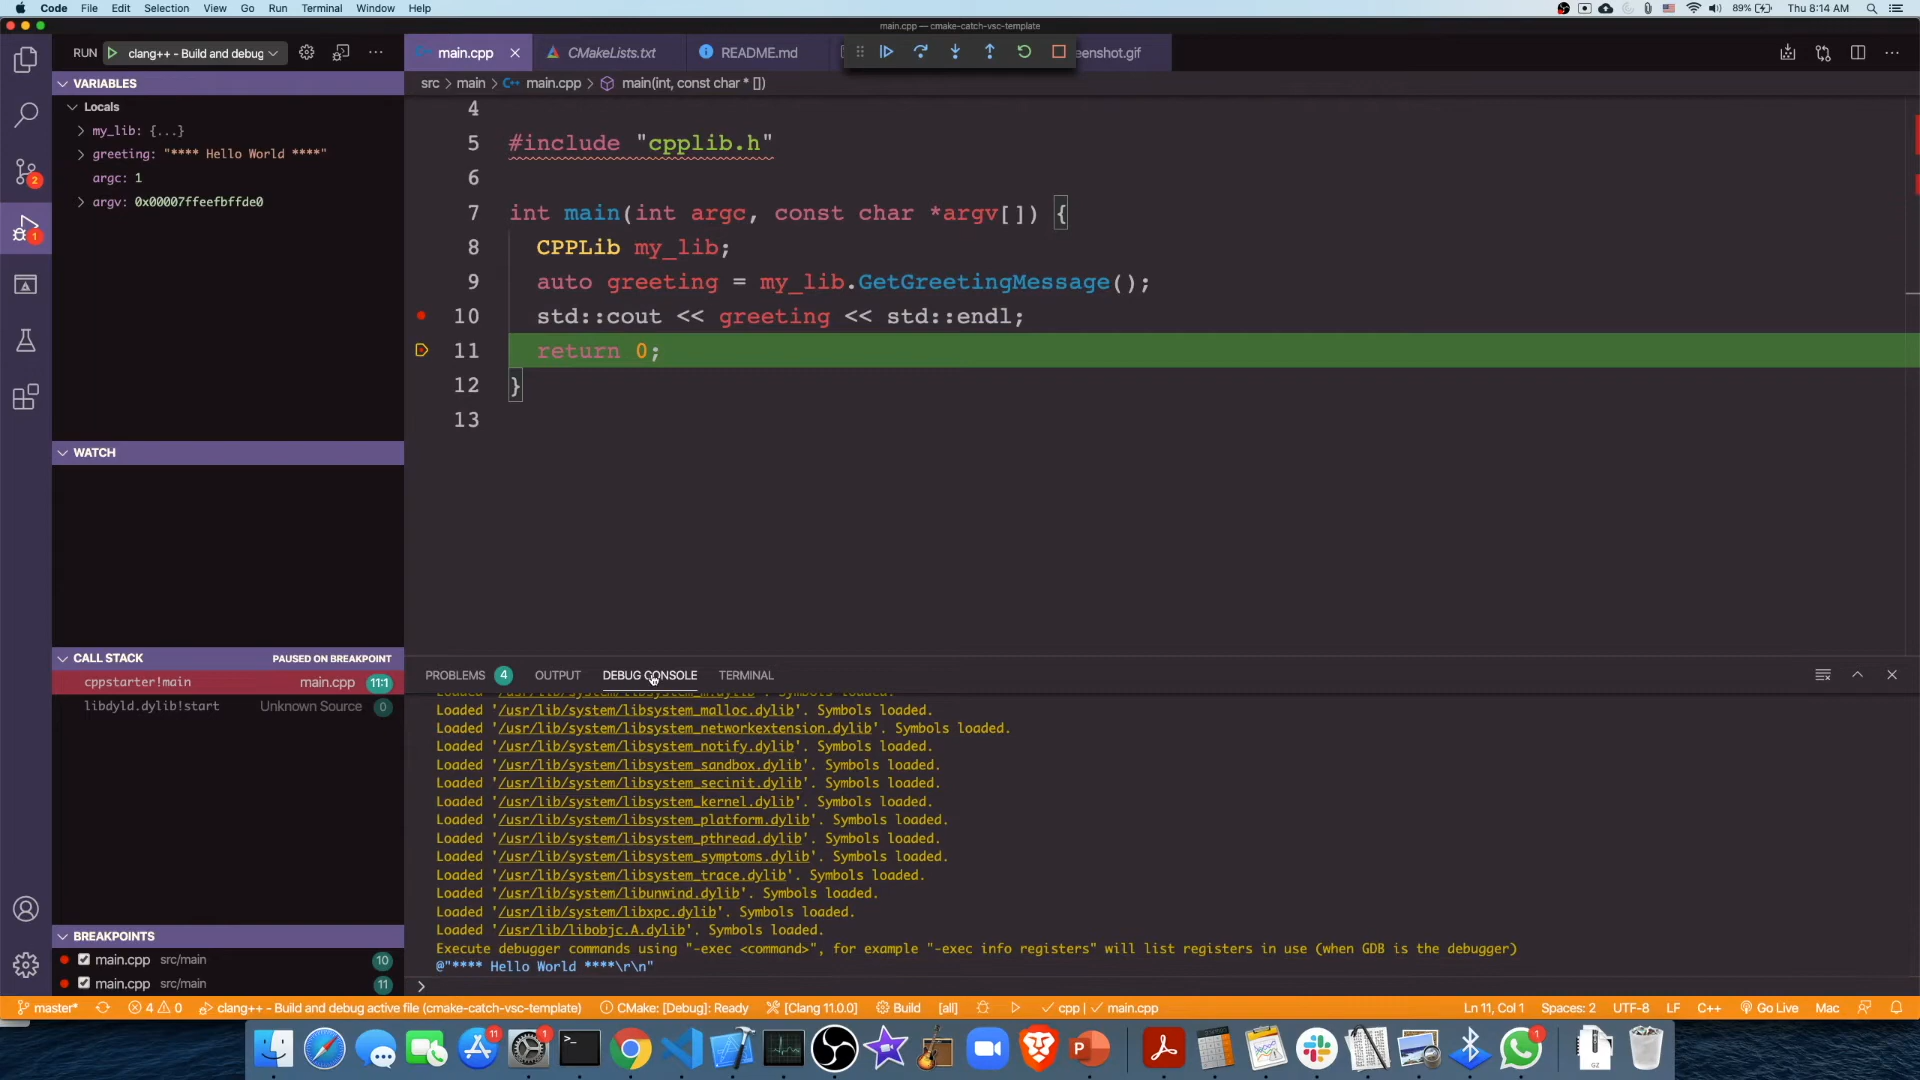 Code File Edit Selection View Go Run Terminal Window Help 89% Thu 8:14 AM
main.cpp — cmake-catch-vsc-template
RUN clang++ - Build and debug main.cpp CMakeLists.txt README.md eenshot.gif
VARIABLES
src > main > main.cpp > main(int, const char * [])
Locals
my_lib: {...}
greeting: "**** Hello World ****"
argc: 1
argv: 0x00007ffeefbffde0
4
5 #include "cpplib.h"
6
7 int main(int argc, const char *argv[]) {
8 CPPLib my_lib;
9 auto greeting = my_lib.GetGreetingMessage();
10 std::cout << greeting << std::endl;
11 return 0;
12 }
13
WATCH
CALL STACK PAUSED ON BREAKPOINT
cppstarter!main main.cpp 11:1
libdyld.dylib!start Unknown Source 0
BREAKPOINTS
main.cpp src/main 10
main.cpp src/main 11
PROBLEMS 4 OUTPUT DEBUG CONSOLE TERMINAL
Loaded '/usr/lib/system/libsystem_m.dylib'. Symbols loaded.
Loaded '/usr/lib/system/libsystem_malloc.dylib'. Symbols loaded.
Loaded '/usr/lib/system/libsystem_networkextension.dylib'. Symbols loaded.
Loaded '/usr/lib/system/libsystem_notify.dylib'. Symbols loaded.
Loaded '/usr/lib/system/libsystem_sandbox.dylib'. Symbols loaded.
Loaded '/usr/lib/system/libsystem_secinit.dylib'. Symbols loaded.
Loaded '/usr/lib/system/libsystem_kernel.dylib'. Symbols loaded.
Loaded '/usr/lib/system/libsystem_platform.dylib'. Symbols loaded.
Loaded '/usr/lib/system/libsystem_pthread.dylib'. Symbols loaded.
Loaded '/usr/lib/system/libsystem_symptoms.dylib'. Symbols loaded.
Loaded '/usr/lib/system/libsystem_trace.dylib'. Symbols loaded.
Loaded '/usr/lib/system/libunwind.dylib'. Symbols loaded.
Loaded '/usr/lib/system/libxpc.dylib'. Symbols loaded.
Loaded '/usr/lib/libobjc.A.dylib'. Symbols loaded.
Execute debugger commands using "-exec <command>", for example "-exec info registers" will list registers in use (when GDB is the debugger)
@"**** Hello World ****\r\n"
master* 4 0 clang++ - Build and debug active file (cmake-catch-vsc-template) CMake: [Debug]: Ready [Clang 11.0.0] Build [all] cpp | main.cpp Ln 11, Col 1 Spaces: 2 UTF-8 LF C++ Go Live Mac